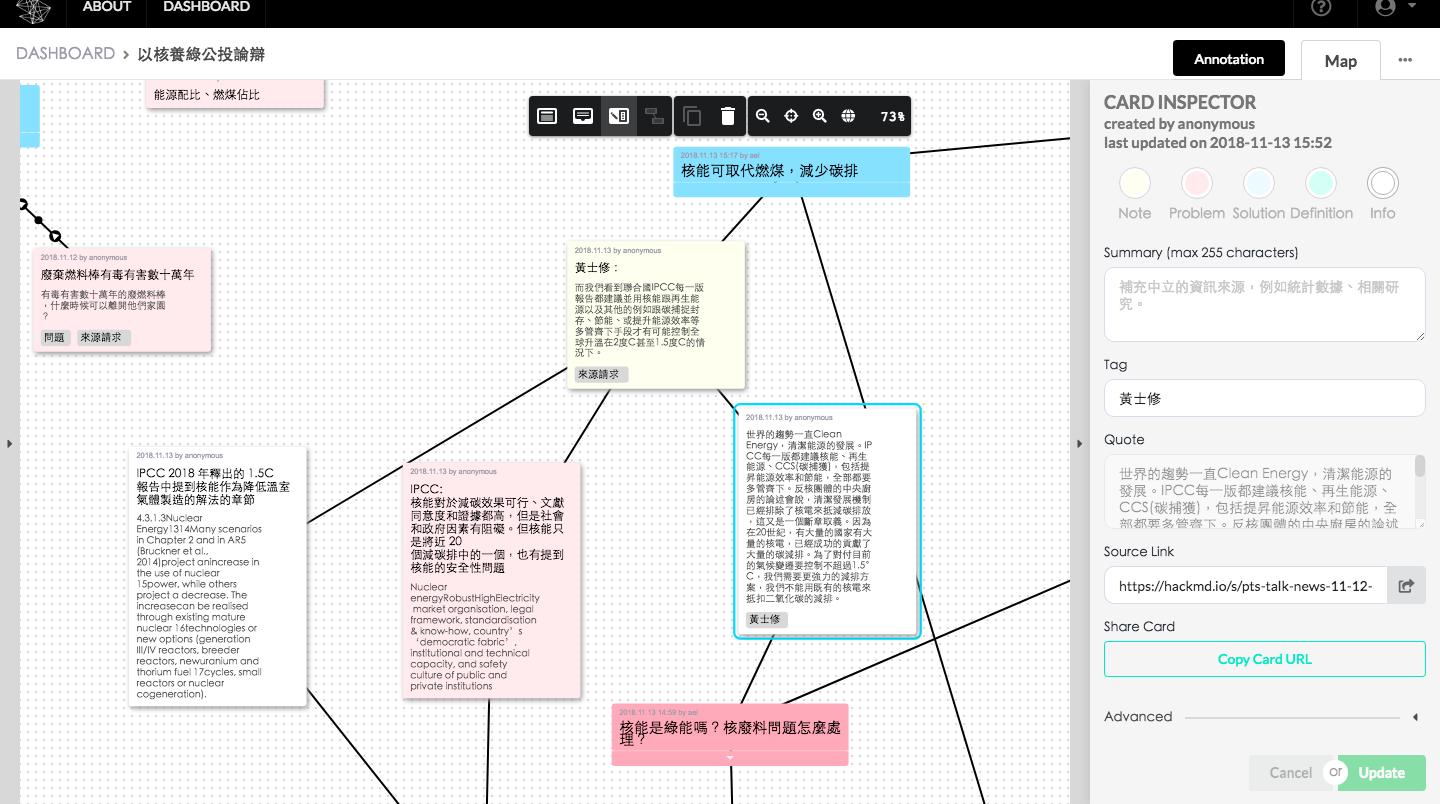 ABOUT
DASHBOARD
DASHBOARD › 以核養綠公投論辯
Annotation
Map
能源配比、燃煤佔比
73%
2018.11.13 15:17 by ael
核能可取代燃煤，減少碳排
2018.11.12 by anonymous
廢棄燃料棒有毒有害數十萬年
有毒有害數十萬年的廢燃料棒
，什麼時候可以離開他們家園
？
問題
來源請求
2018.11.13 by anonymous
黃士修：
而我們看到聯合國IPCC每一版
報告都建議並用核能跟再生能
源以及其他的例如跟碳捕捉封
存、節能、或提升能源效率等
多管齊下手段才有可能控制全
球升溫在2度C甚至1.5度C的情
況下。
來源請求
2018.11.13 by anonymous
IPCC 2018 年釋出的 1.5C
報告中提到核能作為降低溫室
氣體製造的解法的章節
4.3.1.3Nuclear
Energy1314Many scenarios
in Chapter 2 and in AR5
(Bruckner et al.,
2014)project anincrease in
the use of nuclear
15power, while others
project a decrease. The
increasecan be realised
through existing mature
nuclear 16technologies or
new options (generation
III/IV reactors, breeder
reactors, newuranium and
thorium fuel 17cycles, small
reactors or nuclear
cogeneration).
2018.11.13 by anonymous
IPCC:
核能對於減碳效果可行、文獻
同意度和證據都高，但是社會
和政府因素有阻礙。但核能只
是將近 20
個減碳排中的一個，也有提到
核能的安全性問題
Nuclear
energyRobustHighElectricity
market organisation, legal
framework, standardisation
& know-how, country’s
‘democratic fabric’,
institutional and technical
capacity, and safety
culture of public and
private institutions
2018.11.13 by anonymous
世界的趨勢一直Clean
Energy，清潔能源的發展。IP
CC每一版都建議核能、再生
能源、CCS(碳捕獲)，包括提
昇能源效率和節能，全部都要
多管齊下。反核團體的中央廚
房的論述會說，清潔發展機制
已經排除了核電來抵減碳排放
，這又是一個斷章取義。因為
在20世紀，有大量的國家有大
量的核電，已經成功的貢獻了
大量的碳減排。為了對付目前
的氣候變遷要控制不超過1.5°
C，我們需要更強力的減排方
案，我們不能用既有的核電來
抵扣二氧化碳的減排。
黃士修
2018.11.13 14:59 by ael
核能是綠能嗎？核廢料問題怎麼處
理？
CARD INSPECTOR
created by anonymous
last updated on 2018-11-13 15:52
Note
Problem
Solution
Definition
Info
Summary (max 255 characters)
補充中立的資訊來源，例如統計數據、相關研
究。
Tag
黃士修
Quote
世界的趨勢一直Clean Energy，清潔能源的
發展。IPCC每一版都建議核能、再生能源、
CCS(碳捕獲)，包括提昇能源效率和節能，全
部都要多管齊下。反核團體的中央廚房的論述
Source Link
https://hackmd.io/s/pts-talk-news-11-12-
Share Card
Copy Card URL
Advanced
Cancel
or
Update